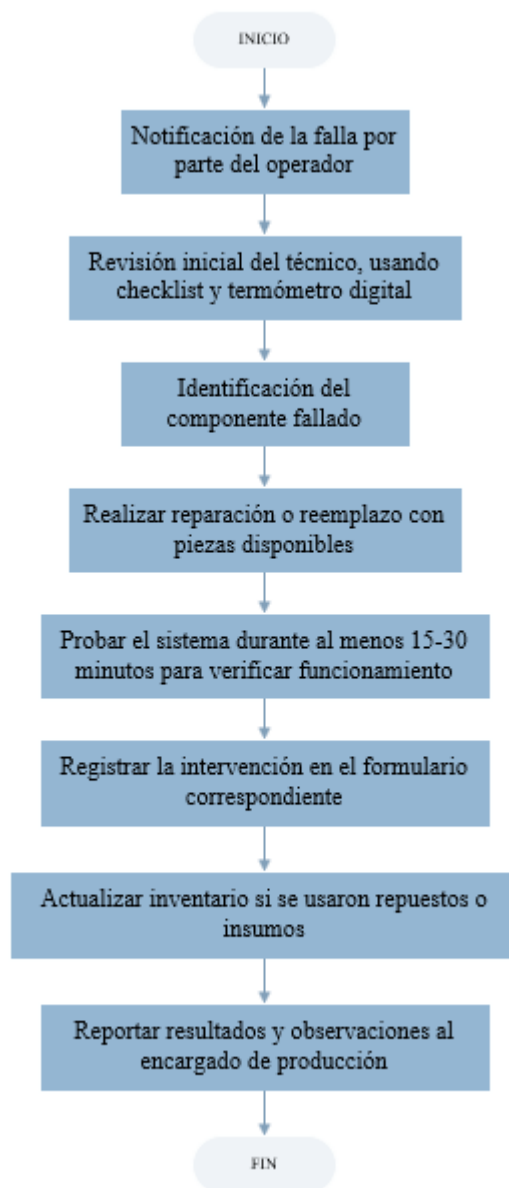 INICIO
Notificación de la falla por
parte del operador
Revisión inicial del técnico, usando
checklist y termómetro digital
Identificación del
componente fallado
Realizar reparación o reemplazo con
piezas disponibles
Probar el sistema durante al menos 15-30
minutos para verificar funcionamiento
Registrar la intervención en el formulario
correspondiente
Actualizar inventario si se usaron repuestos o
insumos
Reportar resultados y observaciones al
encargado de producción
FIN